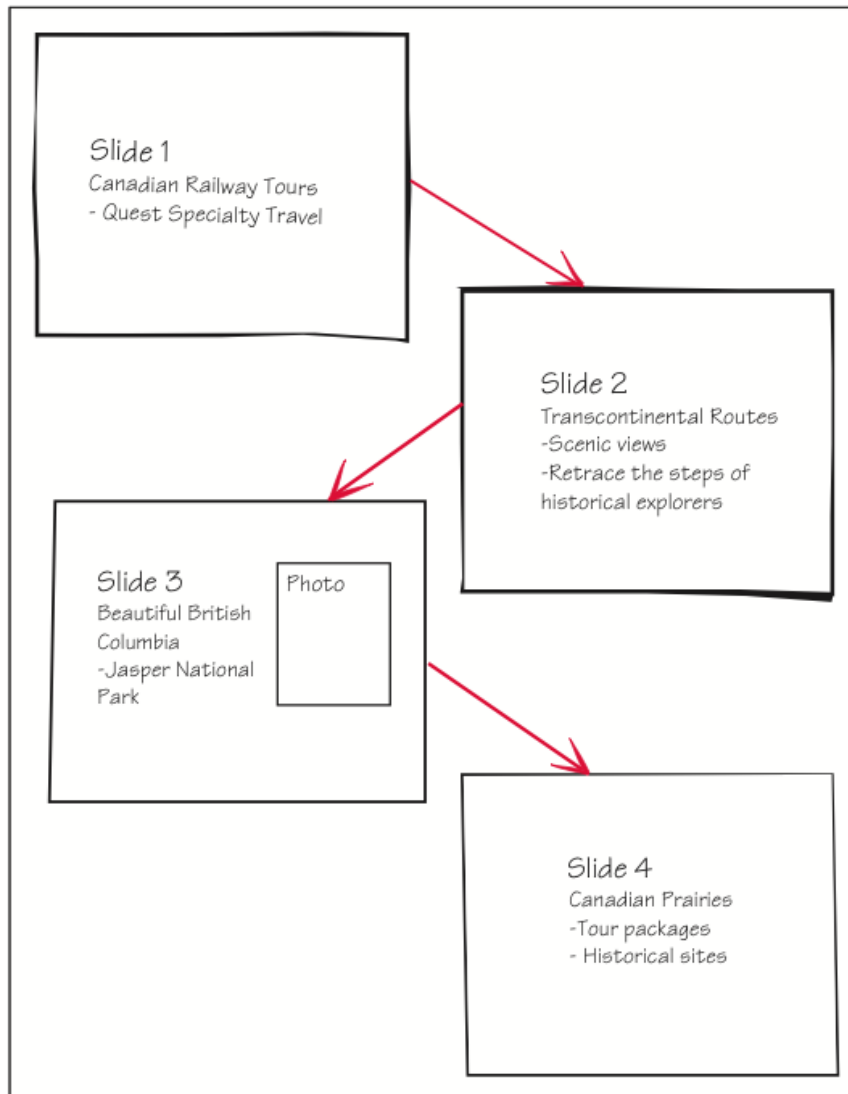 Slide 1
Canadian Railway Tours
- Quest Specialty Travel
Slide 2
Transcontinental Routes
-Scenic views
-Retrace the steps of
historical explorers
Slide 3
Beautiful British
Columbia
-Jasper National
Park
Photo
Slide 4
Canadian Prairies
-Tour packages
- Historical sites